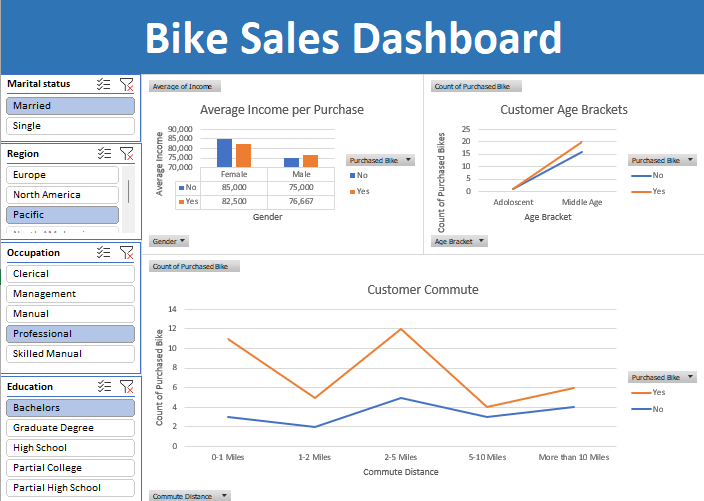 Bike Sales Dashboard
Marital status
Married
Single
Region
Europe
North America
Pacific
Occupation
Clerical
Management
Manual
Professional
Skilled Manual
Education
Bachelors
Graduate Degree
High School
Partial College
Partial High School
Average of Income
Average Income per Purchase
Average Income
90,000
85,000
80,000
75,000
70,000
Female Male
No 85,000 75,000
Yes 82,500 76,667
Gender
Purchased Bike
No
Yes
Gender
Count of Purchased Bike
Customer Age Brackets
Count of Purchased Bikes
25
20
15
10
5
0
Adoloscent Middle Age
Age Bracket
Purchased Bike
No
Yes
Age Bracket
Count of Purchased Bike
Customer Commute
Count of Purchased Bike
14
12
10
8
6
4
2
0
0-1 Miles 1-2 Miles 2-5 Miles 5-10 Miles More than 10 Miles
Commute Distance
Purchased Bike
Yes
No
Commute Distance